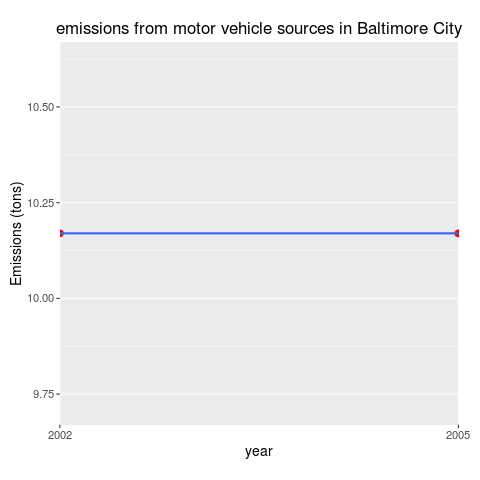 emissions from motor vehicle sources in Baltimore City
Emissions (tons)
10.50
10.25
10.00
9.75
2002
2005
year